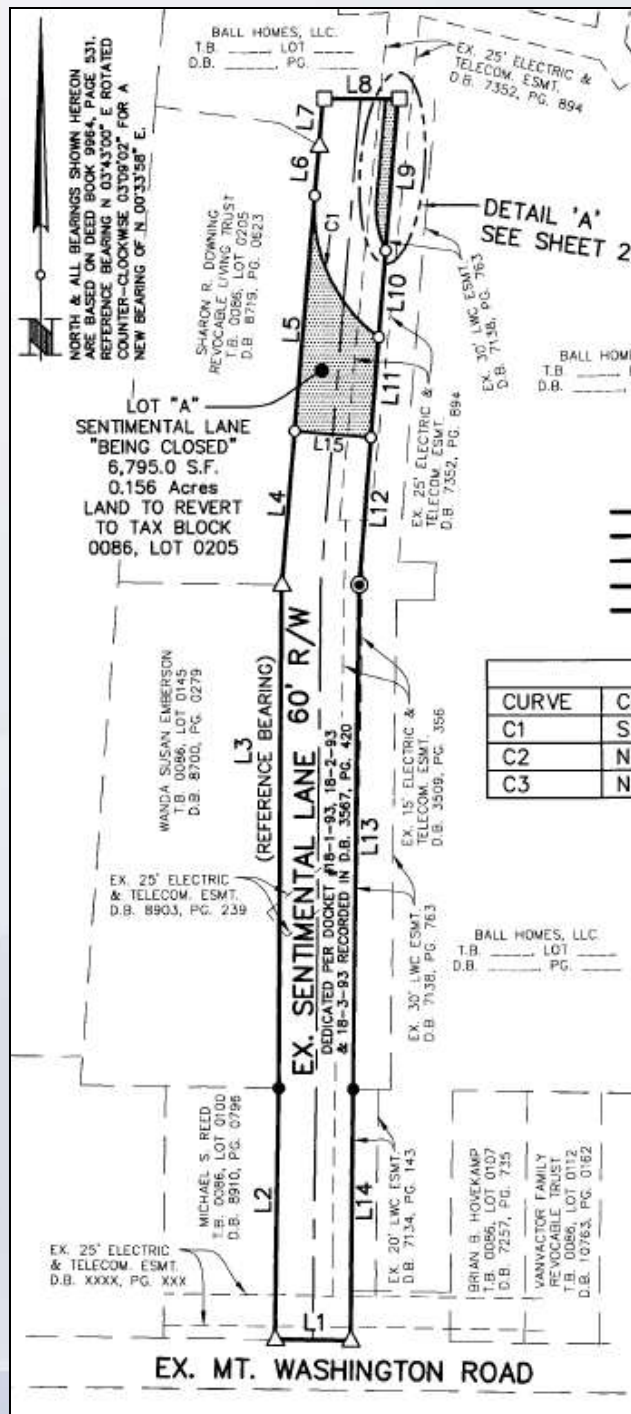 BALL HOMES, LLC.
T.B. _____, LOT _____
D.B. _____, PG. _____
EX. 25' ELECTRIC &
TELECOM. ESMT.
D.B. 7352, PG. 894
NORTH & ALL BEARINGS SHOWN HEREON
ARE BASED ON DEED BOOK 9964, PAGE 531.
REFERENCE BEARING N 03°43'00" E ROTATED
COUNTER-CLOCKWISE 03°09'02" FOR A
NEW BEARING OF N 00°33'58" E.
N
L8
L7
L6
L9
C1
DETAIL 'A'
SEE SHEET 2
SHARON R. DOWNING
REVOCABLE LIVING TRUST
T.B. 0086, LOT 0205
D.B. 8719, PG. 0623
L10
EX. 30' LWC ESMT.
D.B. 7138, PG. 763
L5
BALL HOM
T.B. _____,
D.B. _____,
L11
LOT "A"
SENTIMENTAL LANE
"BEING CLOSED"
6,795.0 S.F.
0.156 Acres
LAND TO REVERT
TO TAX BLOCK
0086, LOT 0205
L15
EX. 25' ELECTRIC &
TELECOM. ESMT.
D.B. 7352, PG. 894
L4
L12
WANDA SUSAN EMBERSON
T.B. 0086, LOT 0145
D.B. 8700, PG. 0279
L3
(REFERENCE BEARING)
EX. SENTIMENTAL LANE 60' R/W
DEDICATED PER DOCKET #18-1-93, 18-2-93
& 18-3-93 RECORDED IN D.B. 3567, PG. 420
EX. 15' ELECTRIC &
TELECOM. ESMT.
D.B. 3509, PG. 356
L13
CURVE C
C1 S
C2 N
C3 N
EX. 25' ELECTRIC
& TELECOM. ESMT.
D.B. 8903, PG. 239
EX. 30' LWC ESMT.
D.B. 7138, PG. 763
BALL HOMES, LLC
T.B. _____, LOT _____
D.B. _____ PG. _____
MICHAEL S. REED
T.B. 0086, LOT 0100
D.B. 8910, PG. 0796
L2
L14
EX. 20' LWC ESMT.
D.B. 7134, PG. 143
BRIAN B. HOVEKAMP
T.B. 0086, LOT 0107
D.B. 7257, PG. 735
VANVACTOR FAMILY
REVOCABLE TRUST
T.B. 0086, LOT 0112
D.B. 10763, PG. 0162
EX. 25' ELECTRIC
& TELECOM. ESMT.
D.B. XXXX, PG. XXX
L1
EX. MT. WASHINGTON ROAD